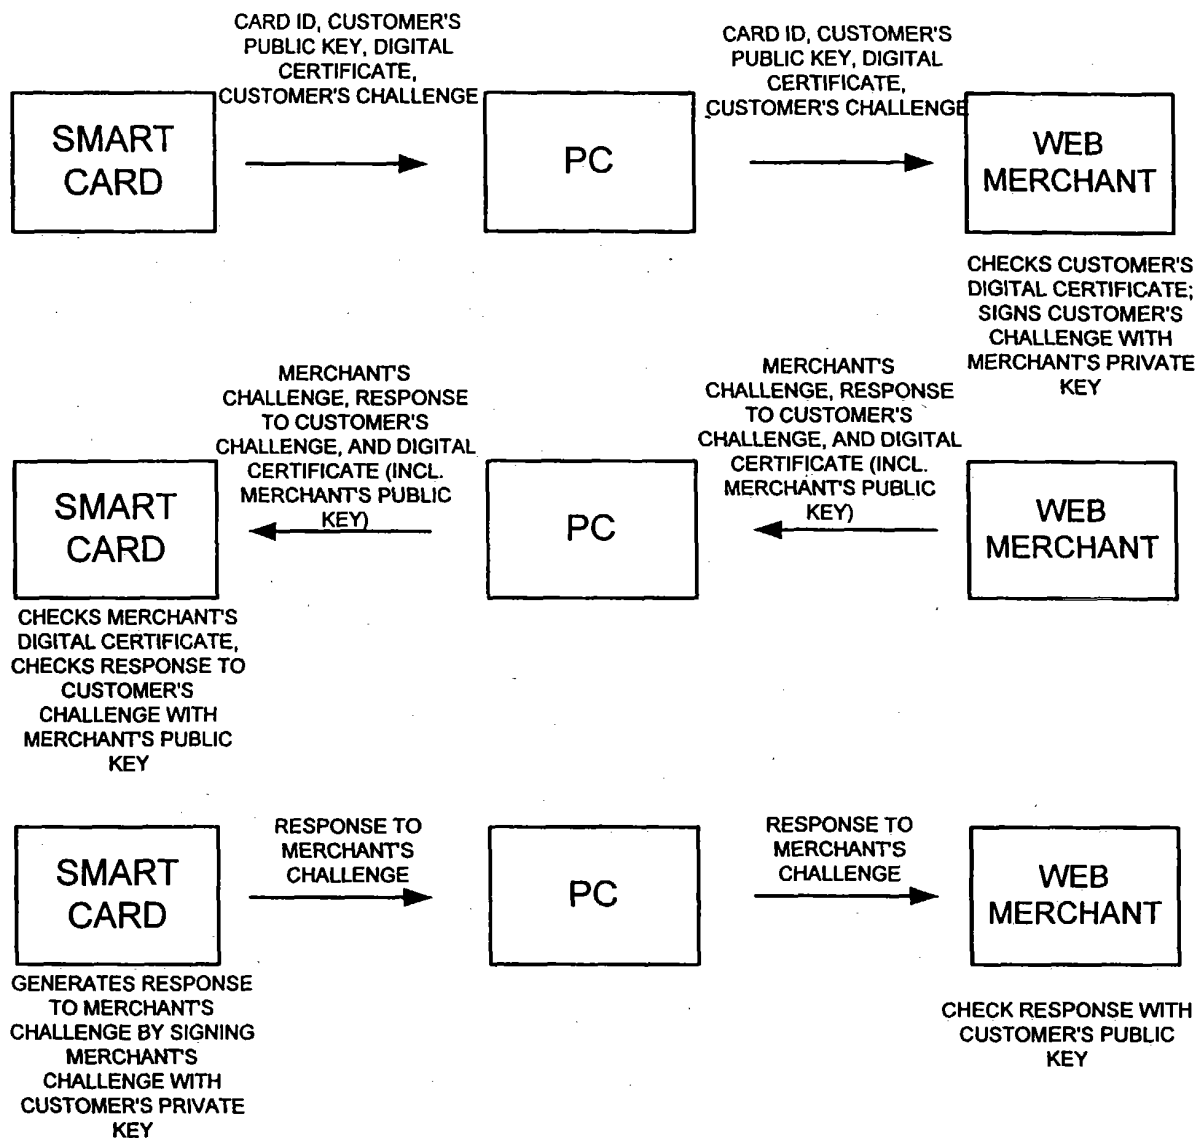 CARD ID, CUSTOMER'S
PUBLIC KEY, DIGITAL
CERTIFICATE,
CUSTOMER'S CHALLENGE
CARD ID, CUSTOMER'S
PUBLIC KEY, DIGITAL
CERTIFICATE,
CUSTOMER'S CHALLENGE
SMART
CARD
PC
WEB
MERCHANT
CHECKS CUSTOMER'S
DIGITAL CERTIFICATE;
SIGNS CUSTOMER'S
CHALLENGE WITH
MERCHANT'S PRIVATE
KEY
MERCHANT'S
CHALLENGE, RESPONSE
TO CUSTOMER'S
CHALLENGE, AND DIGITAL
CERTIFICATE (INCL.
MERCHANT'S PUBLIC
KEY)
MERCHANT'S
CHALLENGE, RESPONSE
TO CUSTOMER'S
CHALLENGE, AND DIGITAL
CERTIFICATE (INCL.
MERCHANT'S PUBLIC
KEY)
SMART
CARD
PC
WEB
MERCHANT
CHECKS MERCHANT'S
DIGITAL CERTIFICATE,
CHECKS RESPONSE TO
CUSTOMER'S
CHALLENGE WITH
MERCHANT'S PUBLIC
KEY
RESPONSE TO
MERCHANT'S
CHALLENGE
RESPONSE TO
MERCHANT'S
CHALLENGE
SMART
CARD
PC
WEB
MERCHANT
GENERATES RESPONSE
TO MERCHANT'S
CHALLENGE BY SIGNING
MERCHANT'S
CHALLENGE WITH
CUSTOMER'S PRIVATE
KEY
CHECK RESPONSE WITH
CUSTOMER'S PUBLIC
KEY